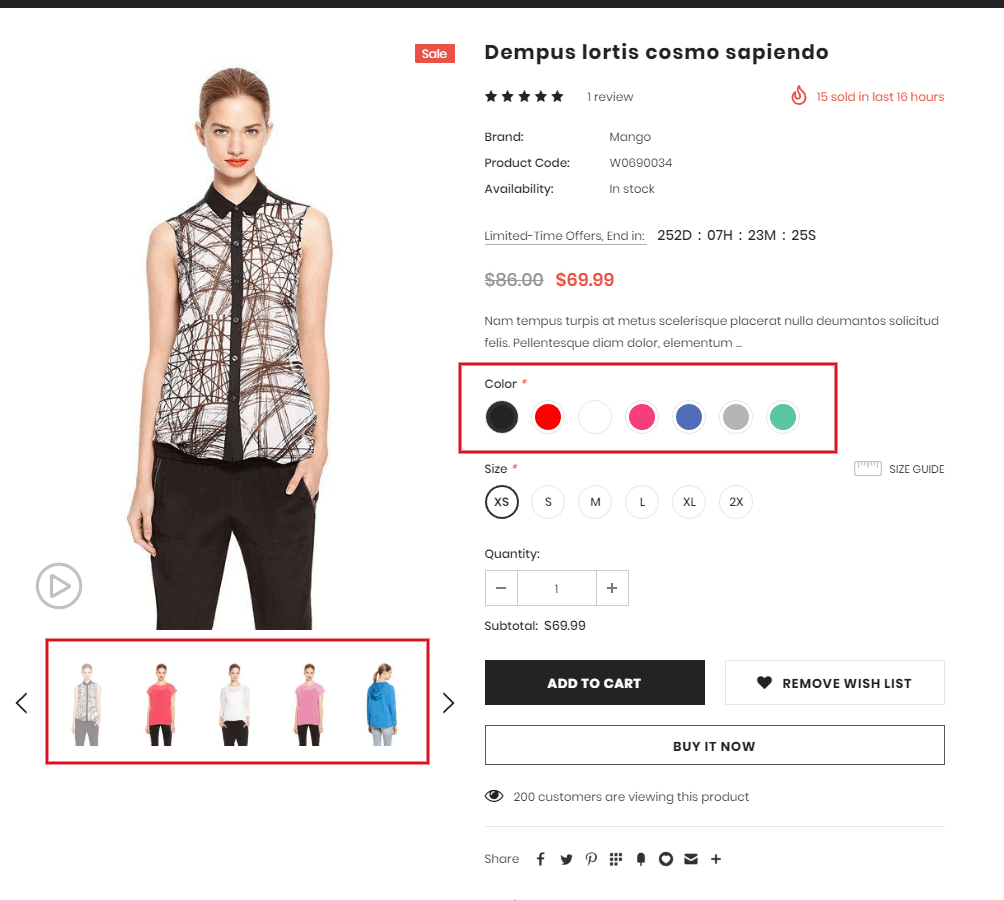 Sale
Dempus lortis cosmo sapiendo
1 review
15 sold in last 16 hours
Brand: Mango
Product Code: W0690034
Availability: In stock
Limited-Time Offers, End in: 252D : 07H : 23M : 25S
$86.00 $69.99
Nam tempus turpis at metus scelerisque placerat nulla deumantos solicitud
felis. Pellentesque diam dolor, elementum ...
Color *
Size *
SIZE GUIDE
XS S M L XL 2X
Quantity:
− 1 +
Subtotal: $69.99
ADD TO CART
REMOVE WISH LIST
BUY IT NOW
200 customers are viewing this product
Share